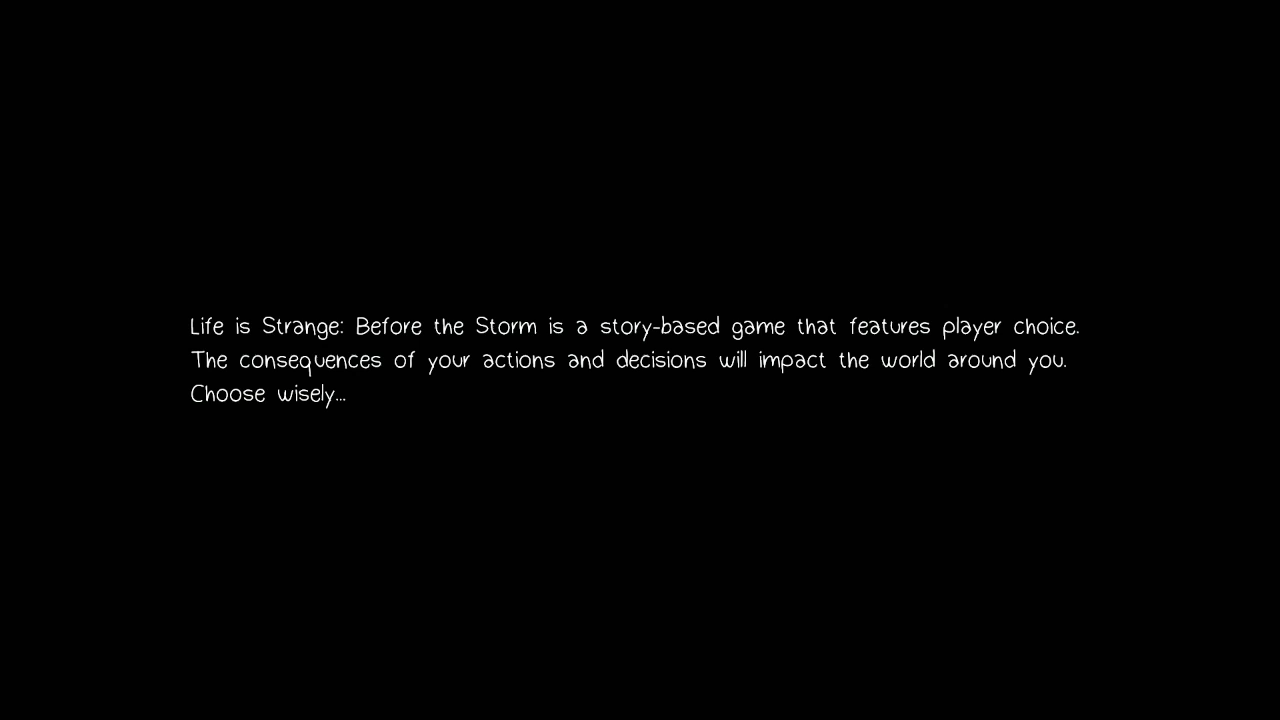 Life is Strange: Before the Storm is a story-based game that features player choice.
The consequences of your actions and decisions will impact the world around you.
Choose wisely...